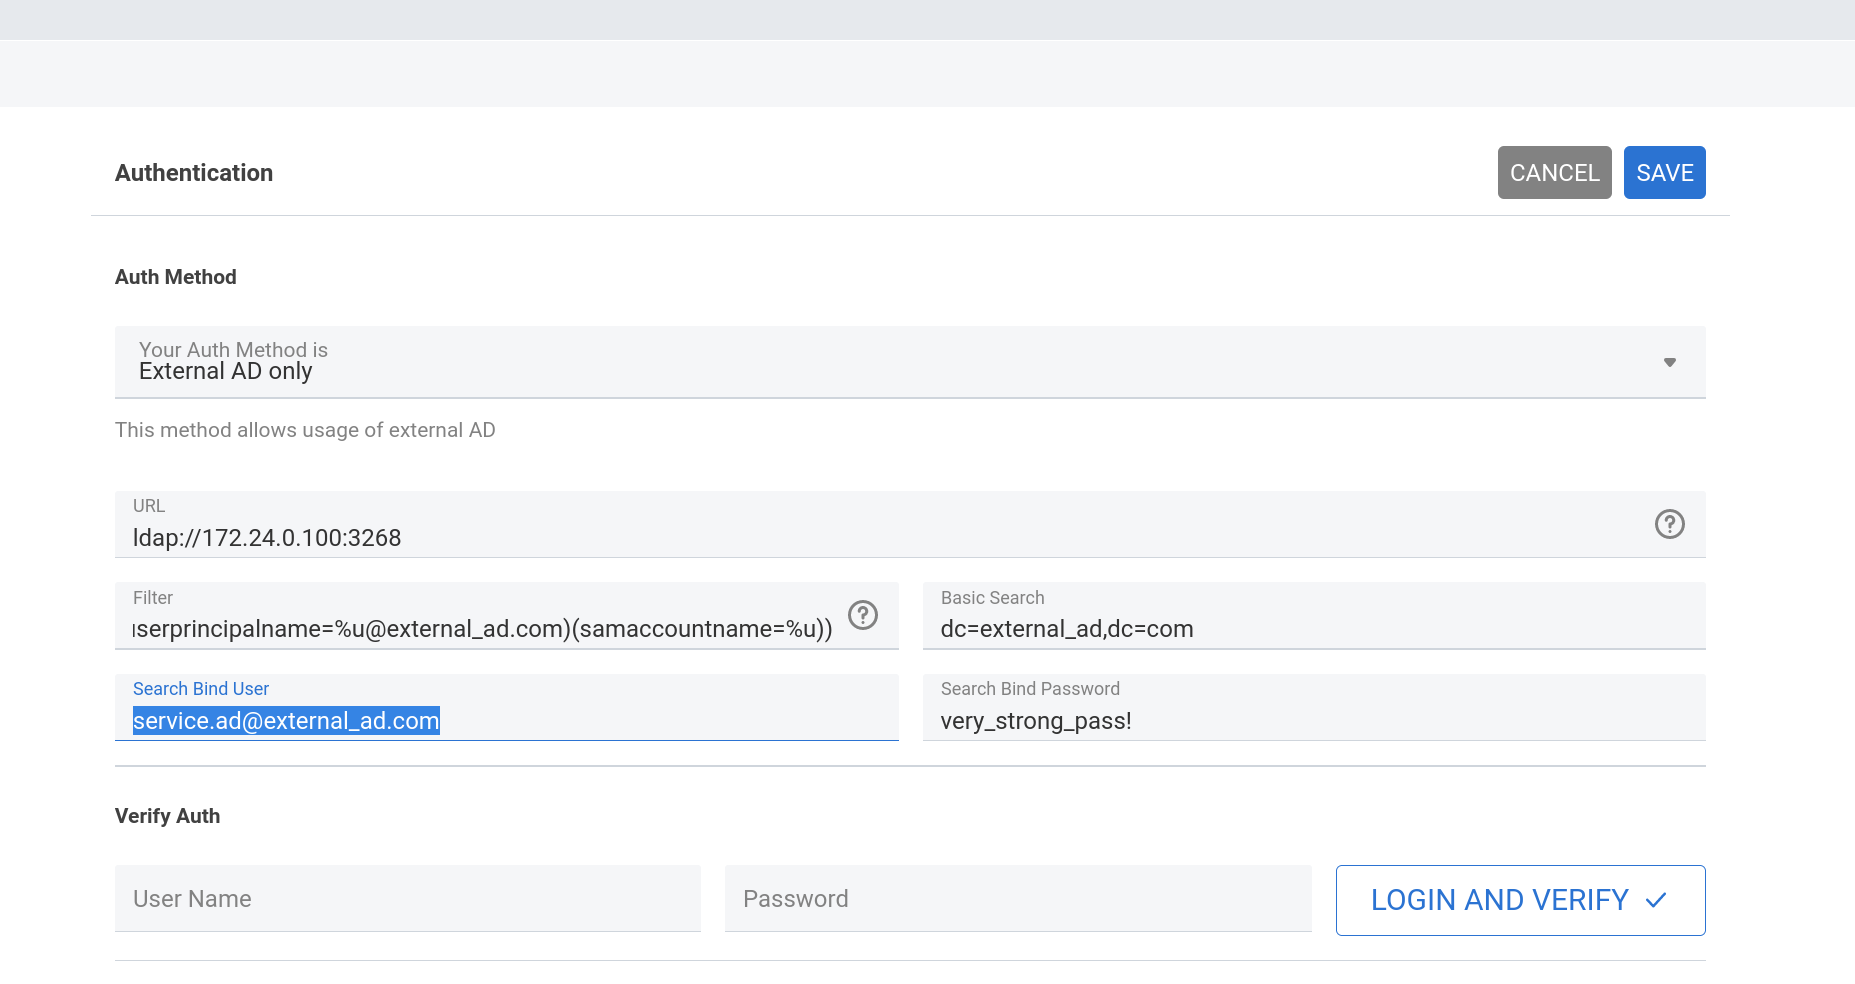 Authentication
CANCEL
SAVE
Auth Method
Your Auth Method is
External AD only
This method allows usage of external AD
URL
ldap://172.24.0.100:3268
Filter
userprincipalname=%u@external_ad.com)(samaccountname=%u))
Basic Search
dc=external_ad,dc=com
Search Bind User
service.ad@external_ad.com
Search Bind Password
very_strong_pass!
Verify Auth
User Name
Password
LOGIN AND VERIFY